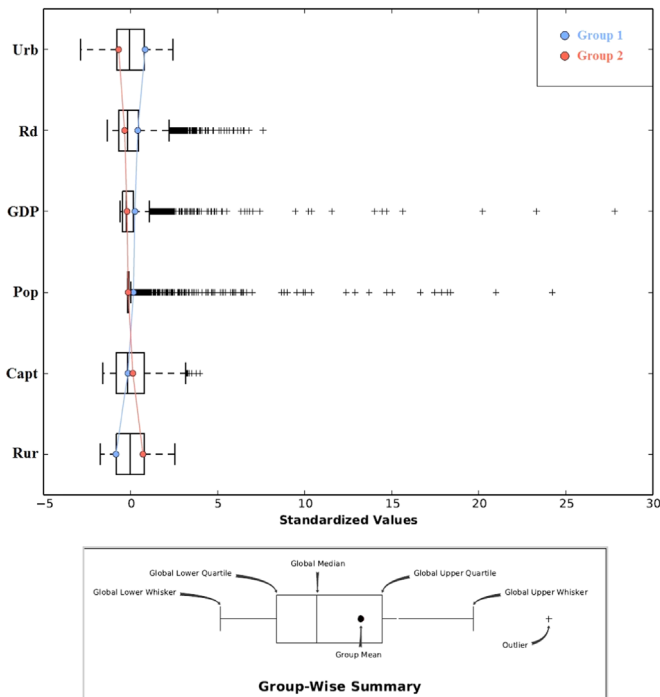 Group 1
Group 2
Urb
Rd
GDP
Pop
Capt
Rur
−5 0 5 10 15 20 25 30
Standardized Values
Global Median
Global Lower Quartile Global Upper Quartile
Global Lower Whisker Global Upper Whisker
Group Mean Outlier
Group-Wise Summary